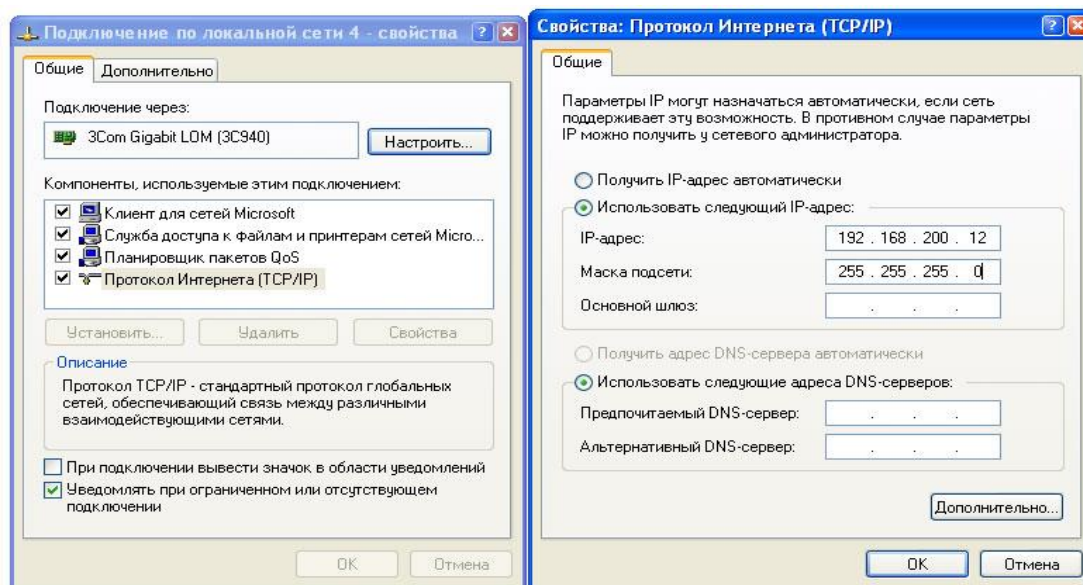 Подключение по локальной сети 4 - свойства
Общие
Дополнительно
Подключение через:
3Com Gigabit LOM (3C940)
Настроить...
Компоненты, используемые этим подключением:
Клиент для сетей Microsoft
Служба доступа к файлам и принтерам сетей Micro...
Планировщик пакетов QoS
Протокол Интернета (TCP/IP)
Установить...
Удалить
Свойства
Описание
Протокол TCP/IP - стандартный протокол глобальных
сетей, обеспечивающий связь между различными
взаимодействующими сетями.
При подключении вывести значок в области уведомлений
Уведомлять при ограниченном или отсутствующем
подключении
OK
Отмена
Свойства: Протокол Интернета (TCP/IP)
Общие
Параметры IP могут назначаться автоматически, если сеть
поддерживает эту возможность. В противном случае параметры
IP можно получить у сетевого администратора.
Получить IP-адрес автоматически
Использовать следующий IP-адрес:
IP-адрес:
192 . 168 . 200 . 12
Маска подсети:
255 . 255 . 255 . 0
Основной шлюз:
. . .
Получить адрес DNS-сервера автоматически
Использовать следующие адреса DNS-серверов:
Предпочитаемый DNS-сервер:
. . .
Альтернативный DNS-сервер:
. . .
Дополнительно...
OK
Отмена